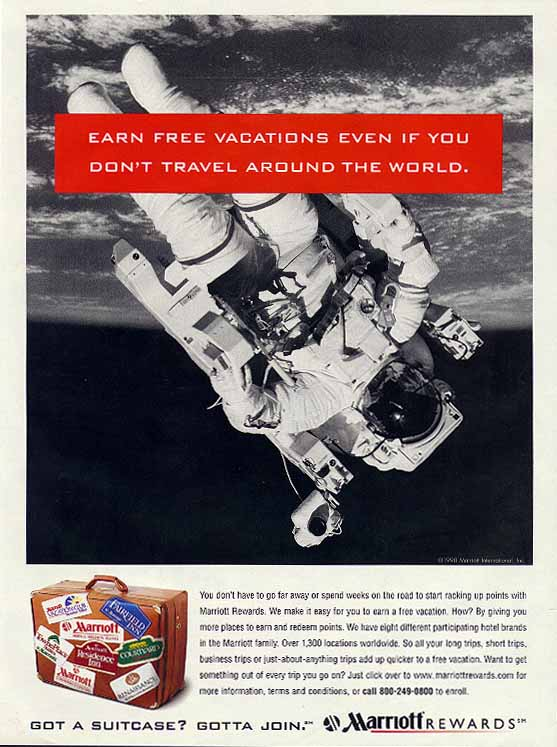 EARN FREE VACATIONS EVEN IF YOU
DON'T TRAVEL AROUND THE WORLD.
©1998 Marriott International, Inc.
You don't have to go far away or spend weeks on the road to start racking up points with
Marriott Rewards. We make it easy for you to earn a free vacation. How? By giving you
more places to earn and redeem points. We have eight different participating hotel brands
in the Marriott family. Over 1,300 locations worldwide. So all your long trips, short trips,
business trips or just-about-anything trips add up quicker to a free vacation. Want to get
something out of every trip you go on? Just click over to www.marriottrewards.com for
more information, terms and conditions, or call 800-249-0800 to enroll.
VACATION CLUB
FAIRFIELD
INN
Marriott
COURTYARD
Residence
Inn
Marriott
RENAISSANCE
GOT A SUITCASE? GOTTA JOIN.℠
Marriott REWARDS℠